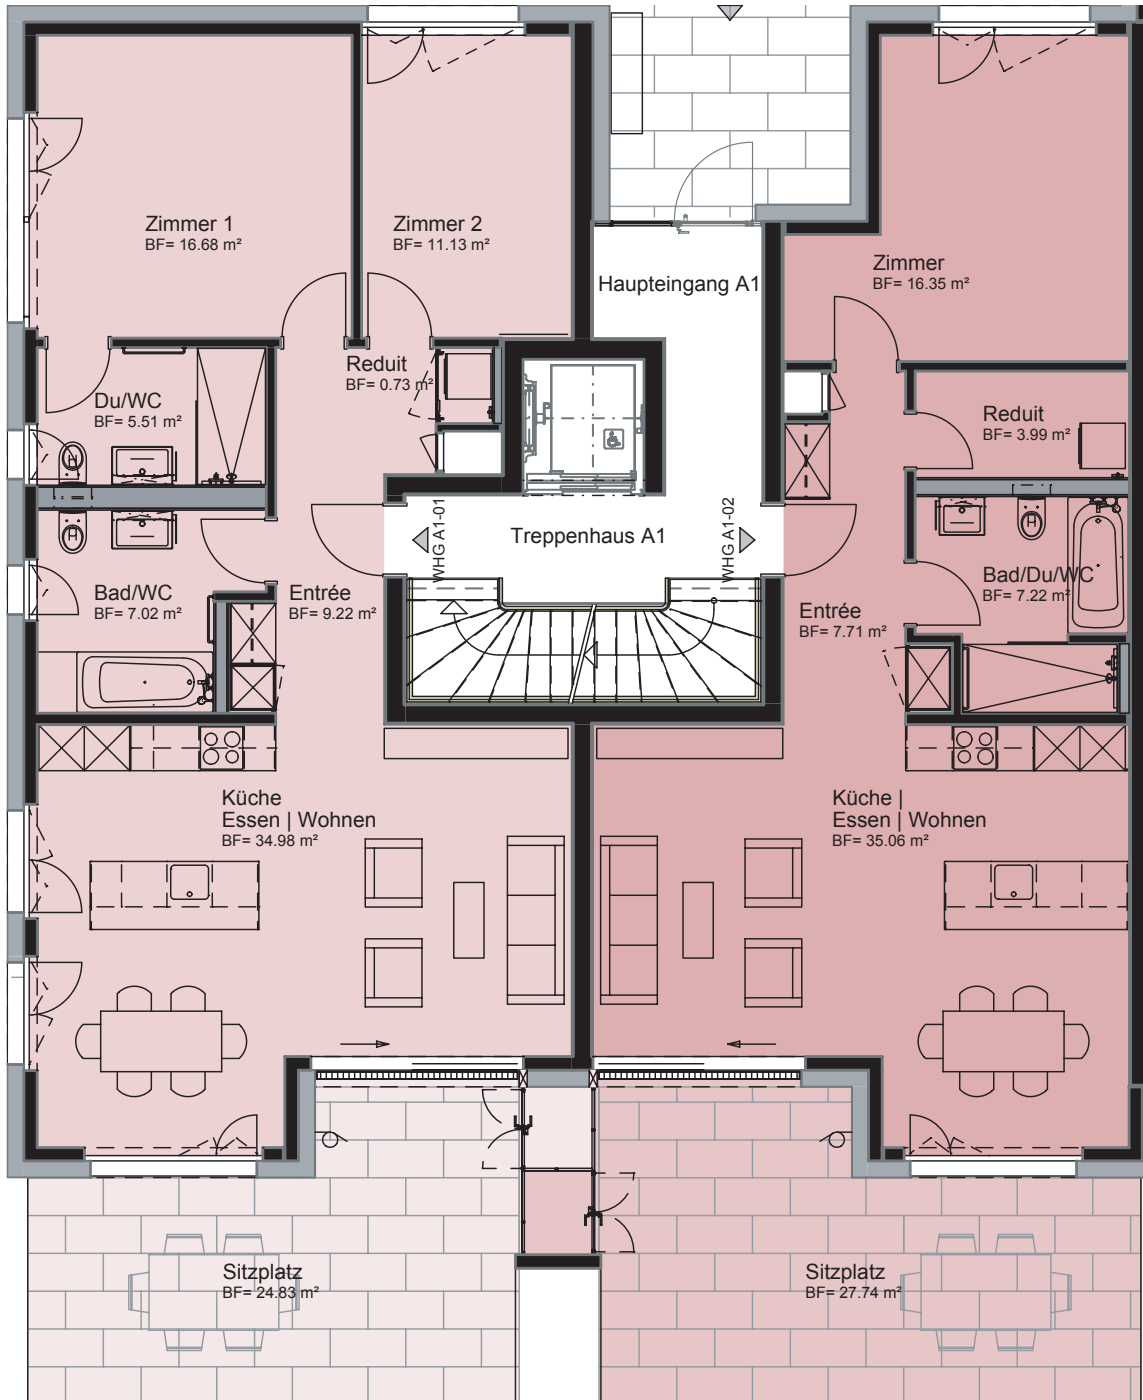 Zimmer 1
BF= 16.68 m²
Zimmer 2
BF= 11.13 m²
Haupteingang A1
Zimmer
BF= 16.35 m²
Reduit
BF= 0.73 m²
Du/WC
BF= 5.51 m²
Reduit
BF= 3.99 m²
WHG A1-01
Treppenhaus A1
WHG A1-02
Bad/WC
BF= 7.02 m²
Entrée
BF= 9.22 m²
Entrée
BF= 7.71 m²
Bad/Du/WC
BF= 7.22 m²
Küche
Essen | Wohnen
BF= 34.98 m²
Küche |
Essen | Wohnen
BF= 35.06 m²
Sitzplatz
BF= 24.83 m²
Sitzplatz
BF= 27.74 m²